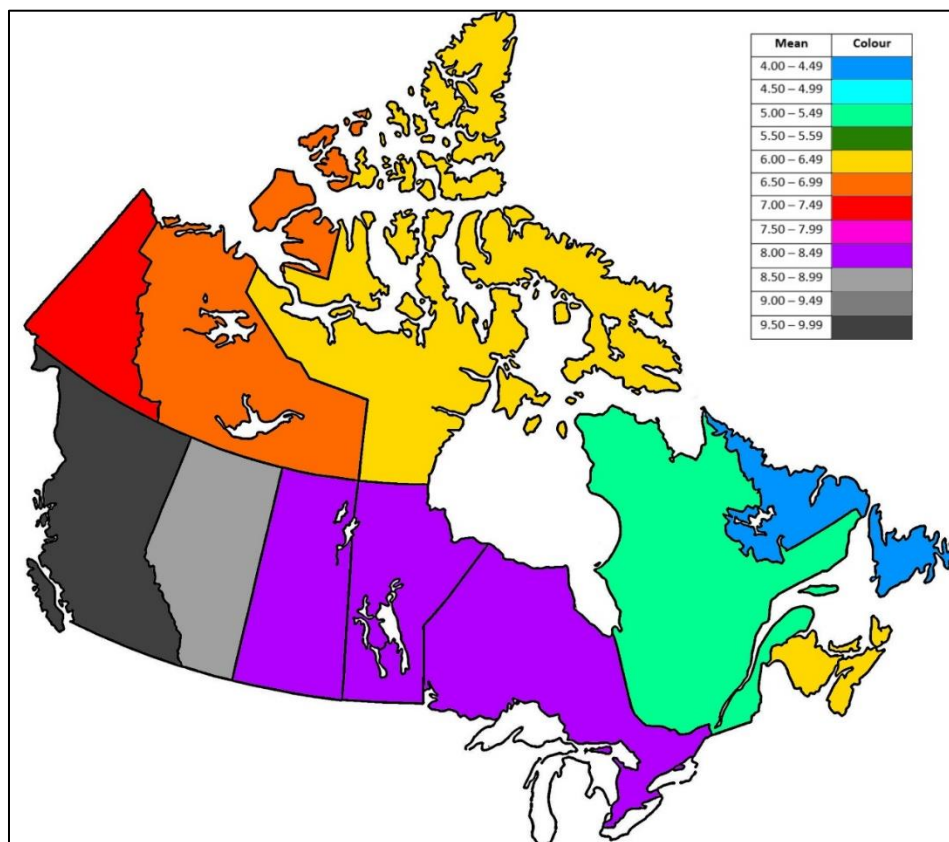 Mean Colour
4.00 – 4.49
4.50 – 4.99
5.00 – 5.49
5.50 – 5.59
6.00 – 6.49
6.50 – 6.99
7.00 – 7.49
7.50 – 7.99
8.00 – 8.49
8.50 – 8.99
9.00 – 9.49
9.50 – 9.99